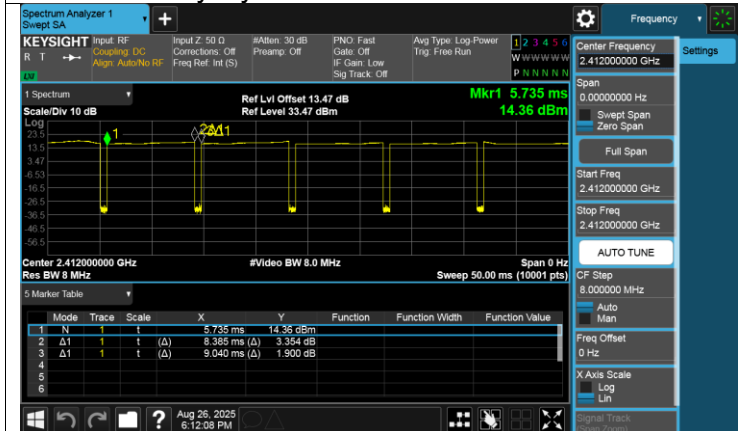 Spectrum Analyzer 1
Swept SA
+
Frequency
KEYSIGHT
R T
LU
Input: RF
Coupling: DC
Align: Auto/No RF
Input Z: 50 Ω
Corrections: Off
Freq Ref: Int (S)
#Atten: 30 dB
Preamp: Off
PNO: Fast
Gate: Off
IF Gain: Low
Sig Track: Off
Avg Type: Log-Power
Trig: Free Run
1 2 3 4 5 6
W W W W W W
P N N N N N
Center Frequency
2.412000000 GHz
Settings
1 Spectrum
Scale/Div 10 dB
Ref Lvl Offset 13.47 dB
Ref Level 33.47 dBm
Mkr1 5.735 ms
14.36 dBm
Log
23.5
13.5
3.47
-6.53
-16.5
-26.5
-36.5
-46.5
-56.5
1
Center 2.412000000 GHz
Res BW 8 MHz
#Video BW 8.0 MHz
Span 0 Hz
Sweep 50.00 ms (10001 pts)
Span
0.00000000 Hz
Swept Span
Zero Span
Full Span
Start Freq
2.412000000 GHz
Stop Freq
2.412000000 GHz
AUTO TUNE
CF Step
8.000000 MHz
Auto
Man
Freq Offset
0 Hz
X Axis Scale
Log
Lin
Signal Track
(Span Zoom)
5 Marker Table
Mode Trace Scale X Y Function Function Width Function Value
1 N 1 t 5.735 ms 14.36 dBm
2 Δ1 1 t (Δ) 8.385 ms (Δ) 3.354 dB
3 Δ1 1 t (Δ) 9.040 ms (Δ) 1.900 dB
4
5
6
?
Aug 26, 2025
6:12:08 PM